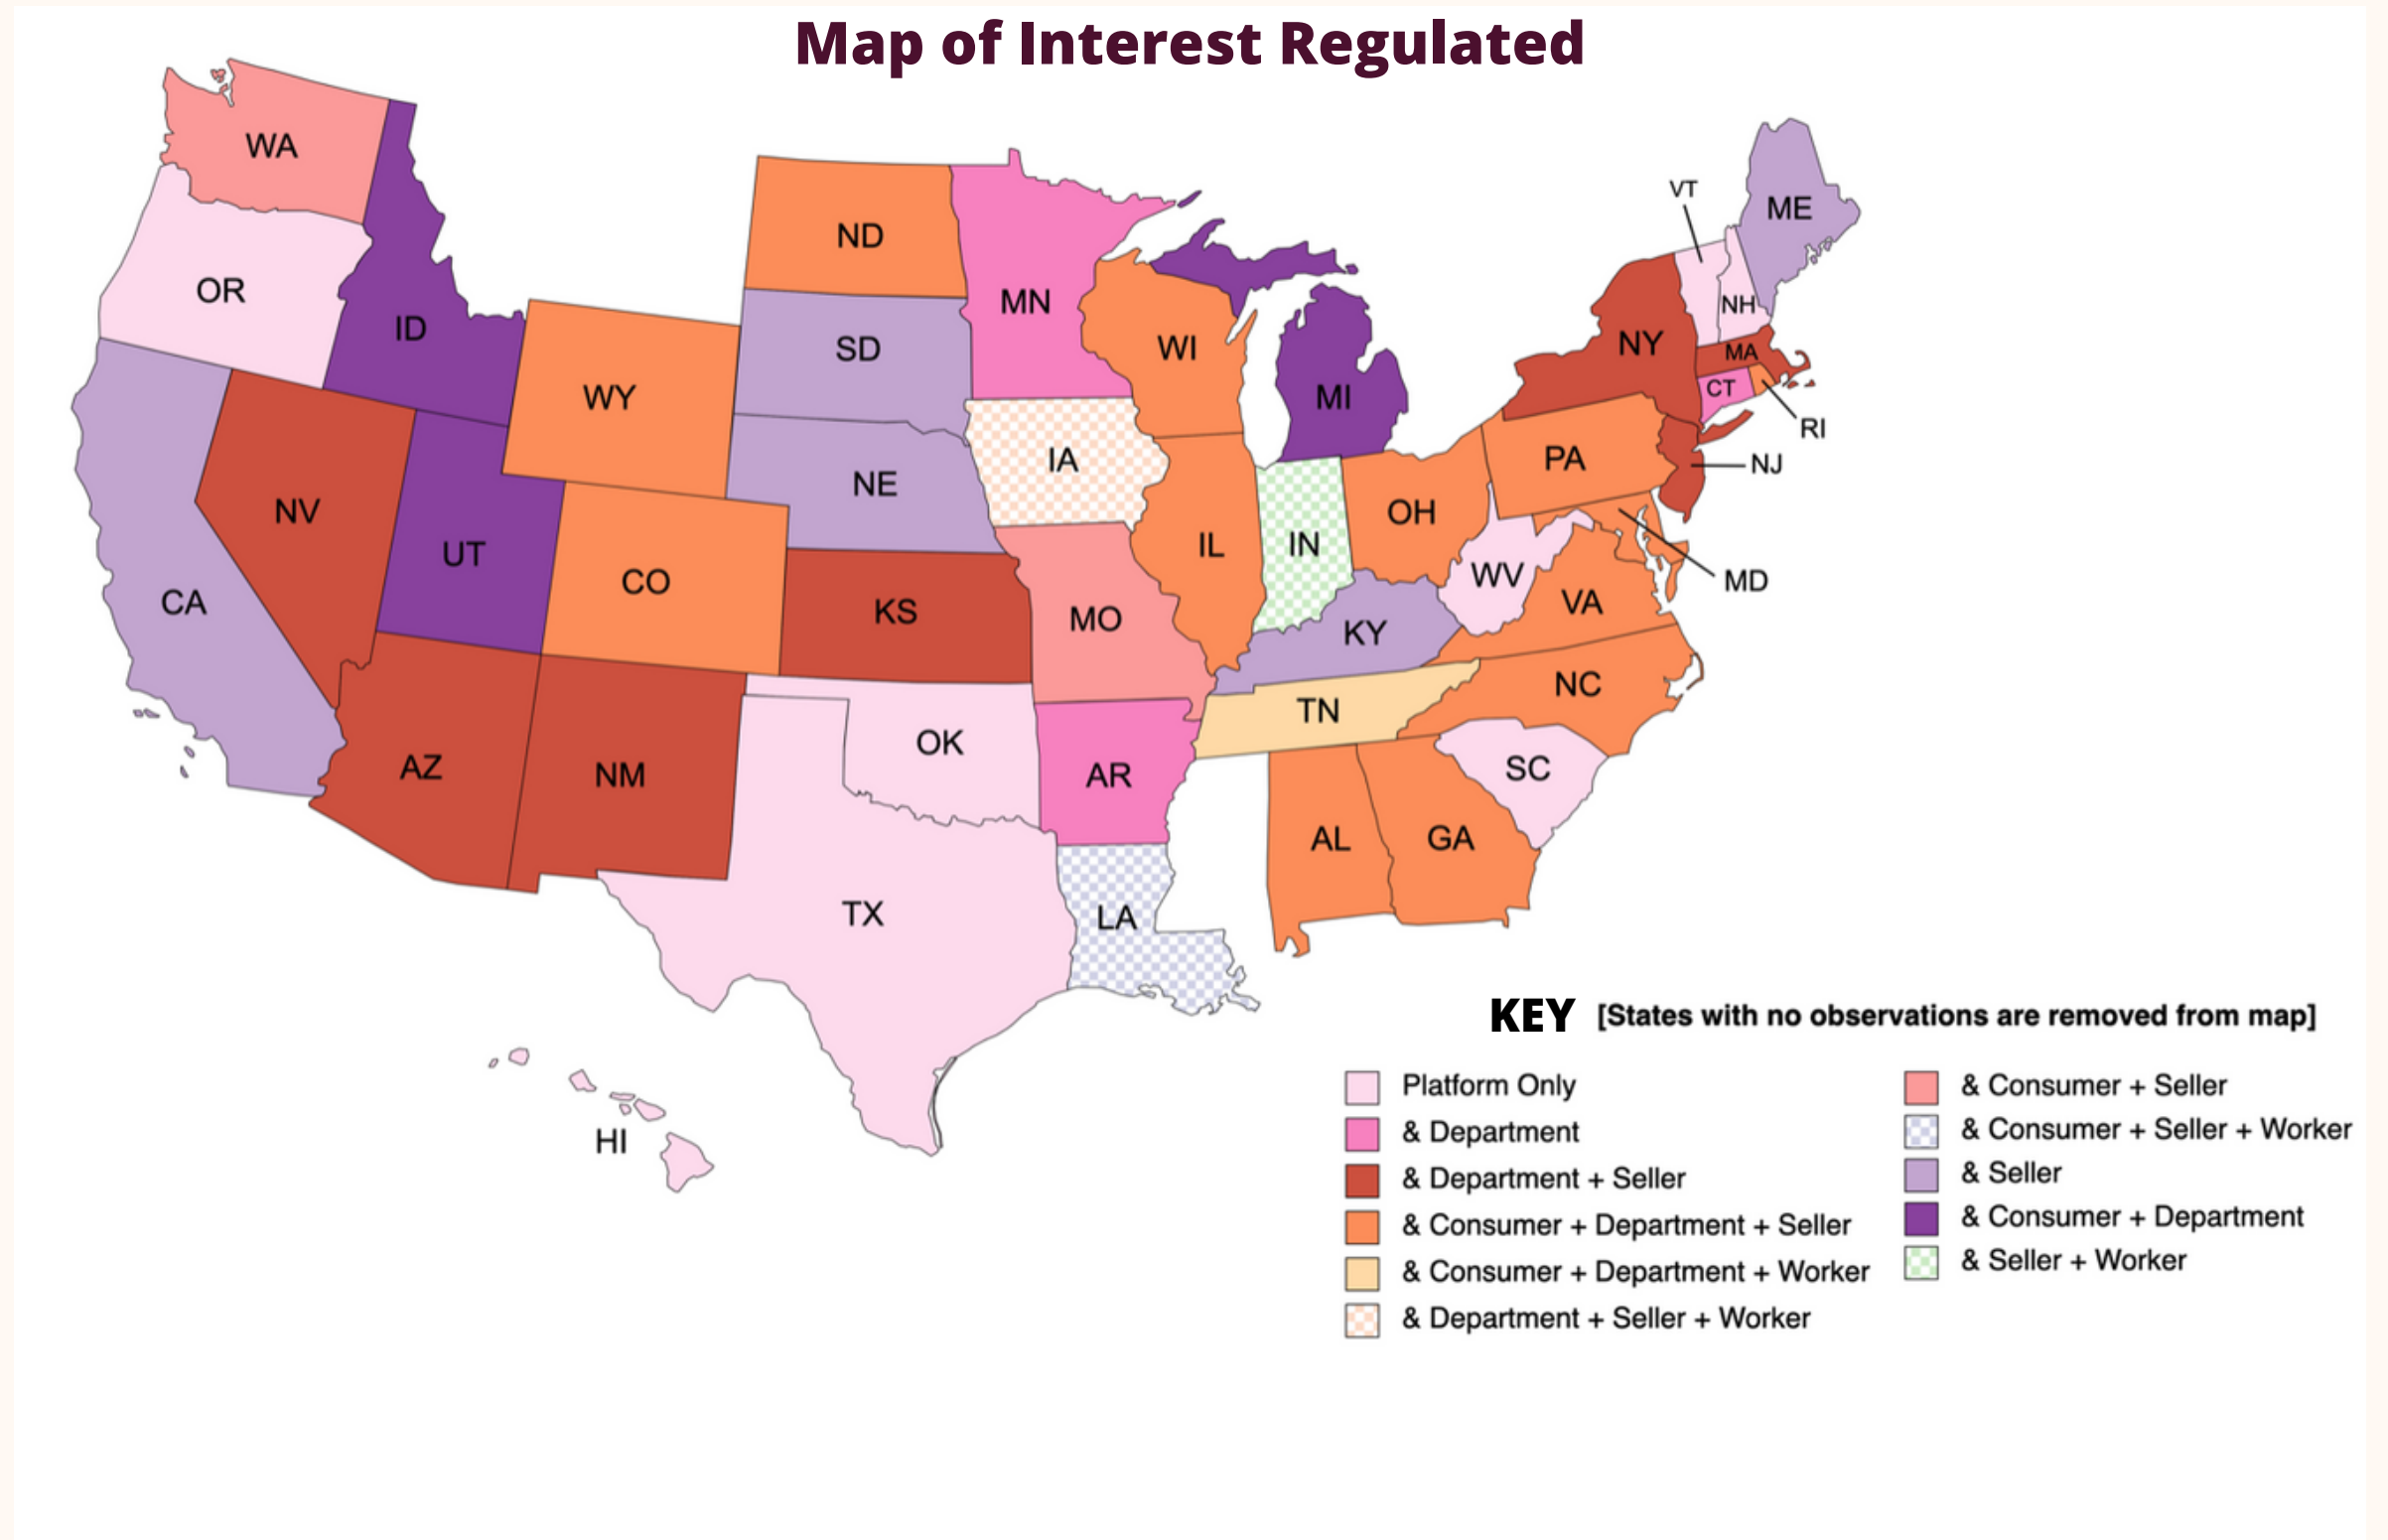 Map of Interest Regulated
WA
VT
ME
ND
OR
MN
NH
ID
NY
WI
SD
MA
CT
WY
MI
RI
IA
PA
NJ
NE
NV
OH
IL
IN
UT
WV
MD
CO
CA
VA
KS
MO
KY
NC
TN
OK
AZ
NM
SC
AR
AL
GA
TX
LA
HI
KEY [States with no observations are removed from map]
Platform Only
& Department
& Department + Seller
& Consumer + Department + Seller
& Consumer + Department + Worker
& Department + Seller + Worker
& Consumer + Seller
& Consumer + Seller + Worker
& Seller
& Consumer + Department
& Seller + Worker